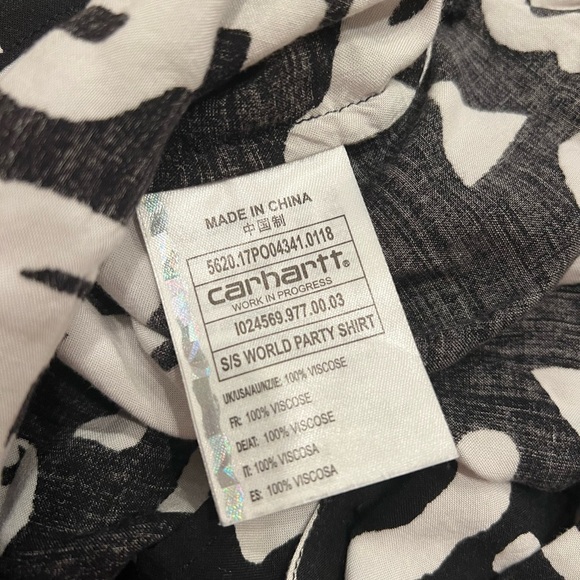 MADE IN CHINA
中国制
5620.17PO04341.0118
carhartt®
WORK IN PROGRESS
I024569.977.00.03
S/S WORLD PARTY SHIRT
UK/USA/AU/NZ/IE: 100% VISCOSE
FR: 100% VISCOSE
DE/AT: 100% VISCOSE
IT: 100% VISCOSA
ES: 100% VISCOSA